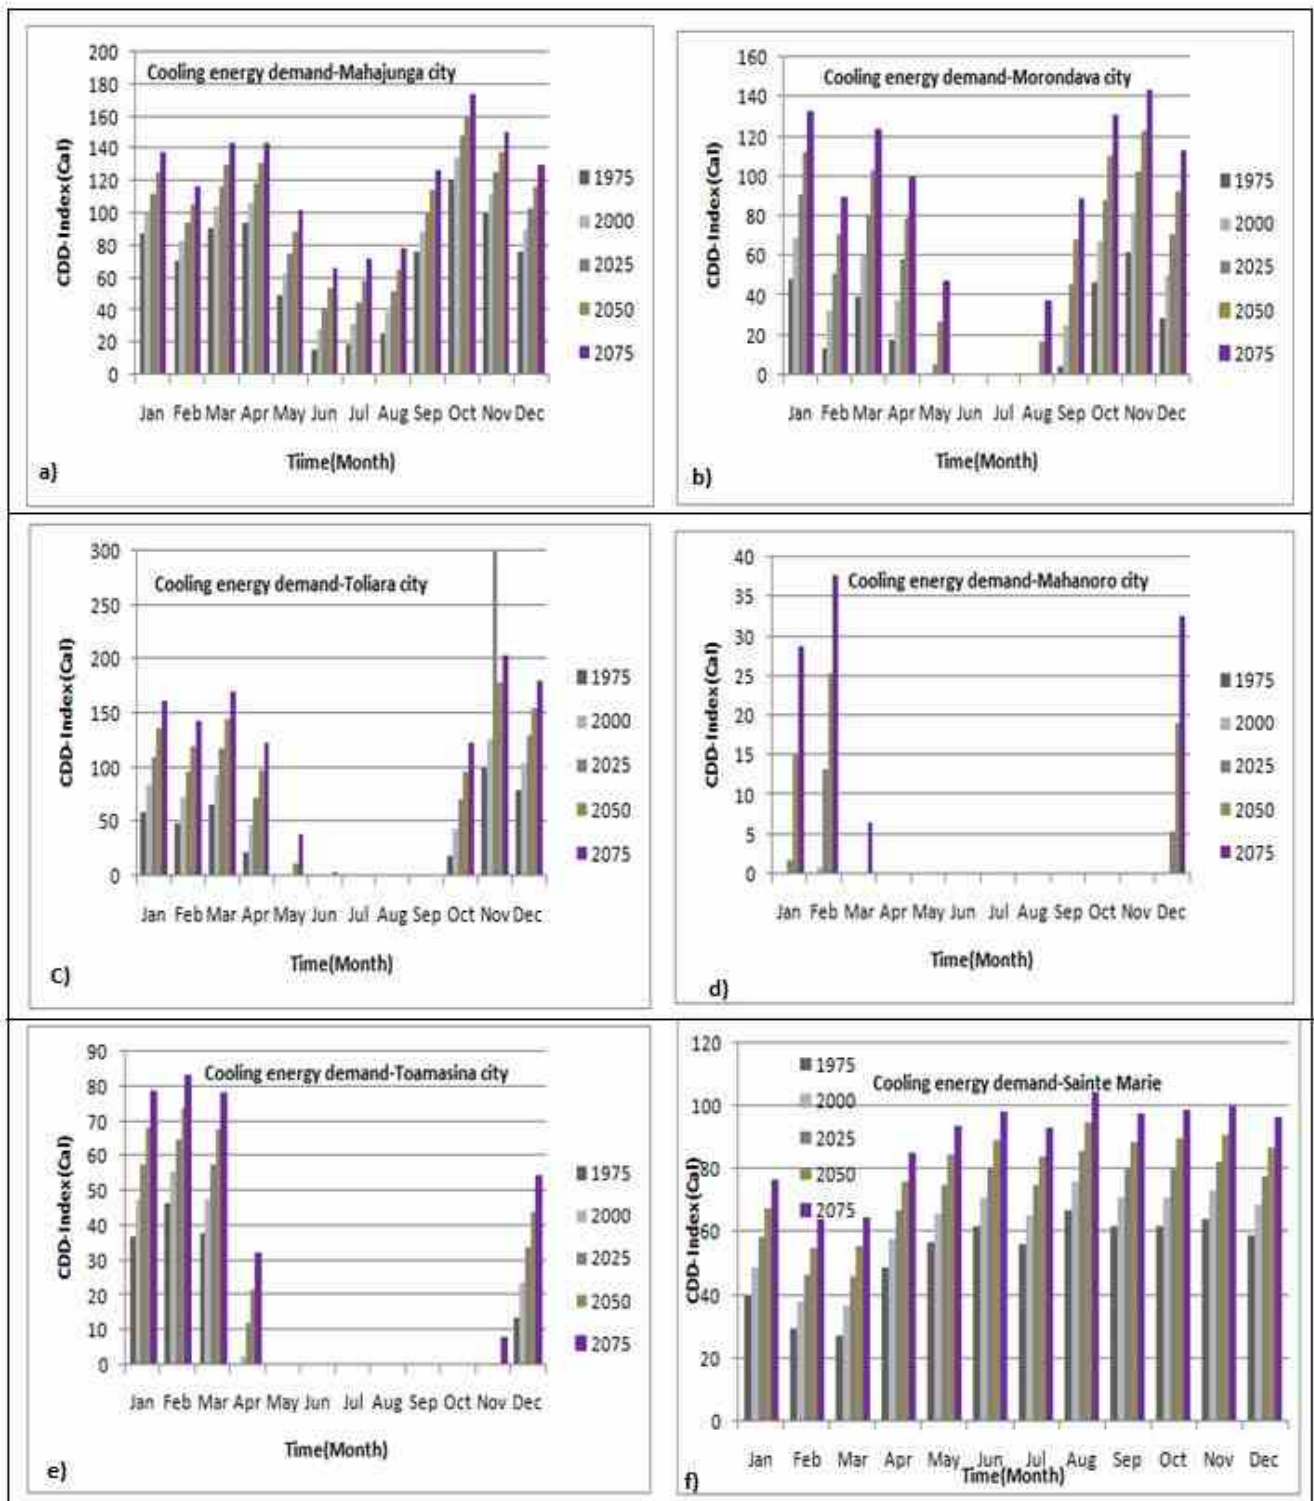 Cooling energy demand-Mahajunga city
CDD-Index(Cal)
200
180
160
140
120
100
80
60
40
20
0
Jan Feb Mar Apr May Jun Jul Aug Sep Oct Nov Dec
Tiime(Month)
1975
2000
2025
2050
2075
a)
Cooling energy demand-Morondava city
CDD-Index(Cal)
160
140
120
100
80
60
40
20
0
Jan Feb Mar Apr May Jun Jul Aug Sep Oct Nov Dec
Time(Month)
1975
2000
2025
2050
2075
b)
Cooling energy demand-Toliara city
CDD-Index(Cal)
300
250
200
150
100
50
0
Jan Feb Mar Apr May Jun Jul Aug Sep Oct Nov Dec
Time(Month)
1975
2000
2025
2050
2075
C)
Cooling energy demand-Mahanoro city
CDD-Index(Cal)
40
35
30
25
20
15
10
5
0
Jan Feb Mar Apr May Jun Jul Aug Sep Oct Nov Dec
Time(Month)
1975
2000
2025
2050
2075
d)
Cooling energy demand-Toamasina city
CDD-Index(Cal)
90
80
70
60
50
40
30
20
10
0
Jan Feb Mar Apr May Jun Jul Aug Sep Oct Nov Dec
Time(Month)
1975
2000
2025
2050
2075
e)
Cooling energy demand-Sainte Marie
CDD-Index(Cal)
120
100
80
60
40
20
0
Jan Feb Mar Apr May Jun Jul Aug Sep Oct Nov Dec
Time(Month)
1975
2000
2025
2050
2075
f)